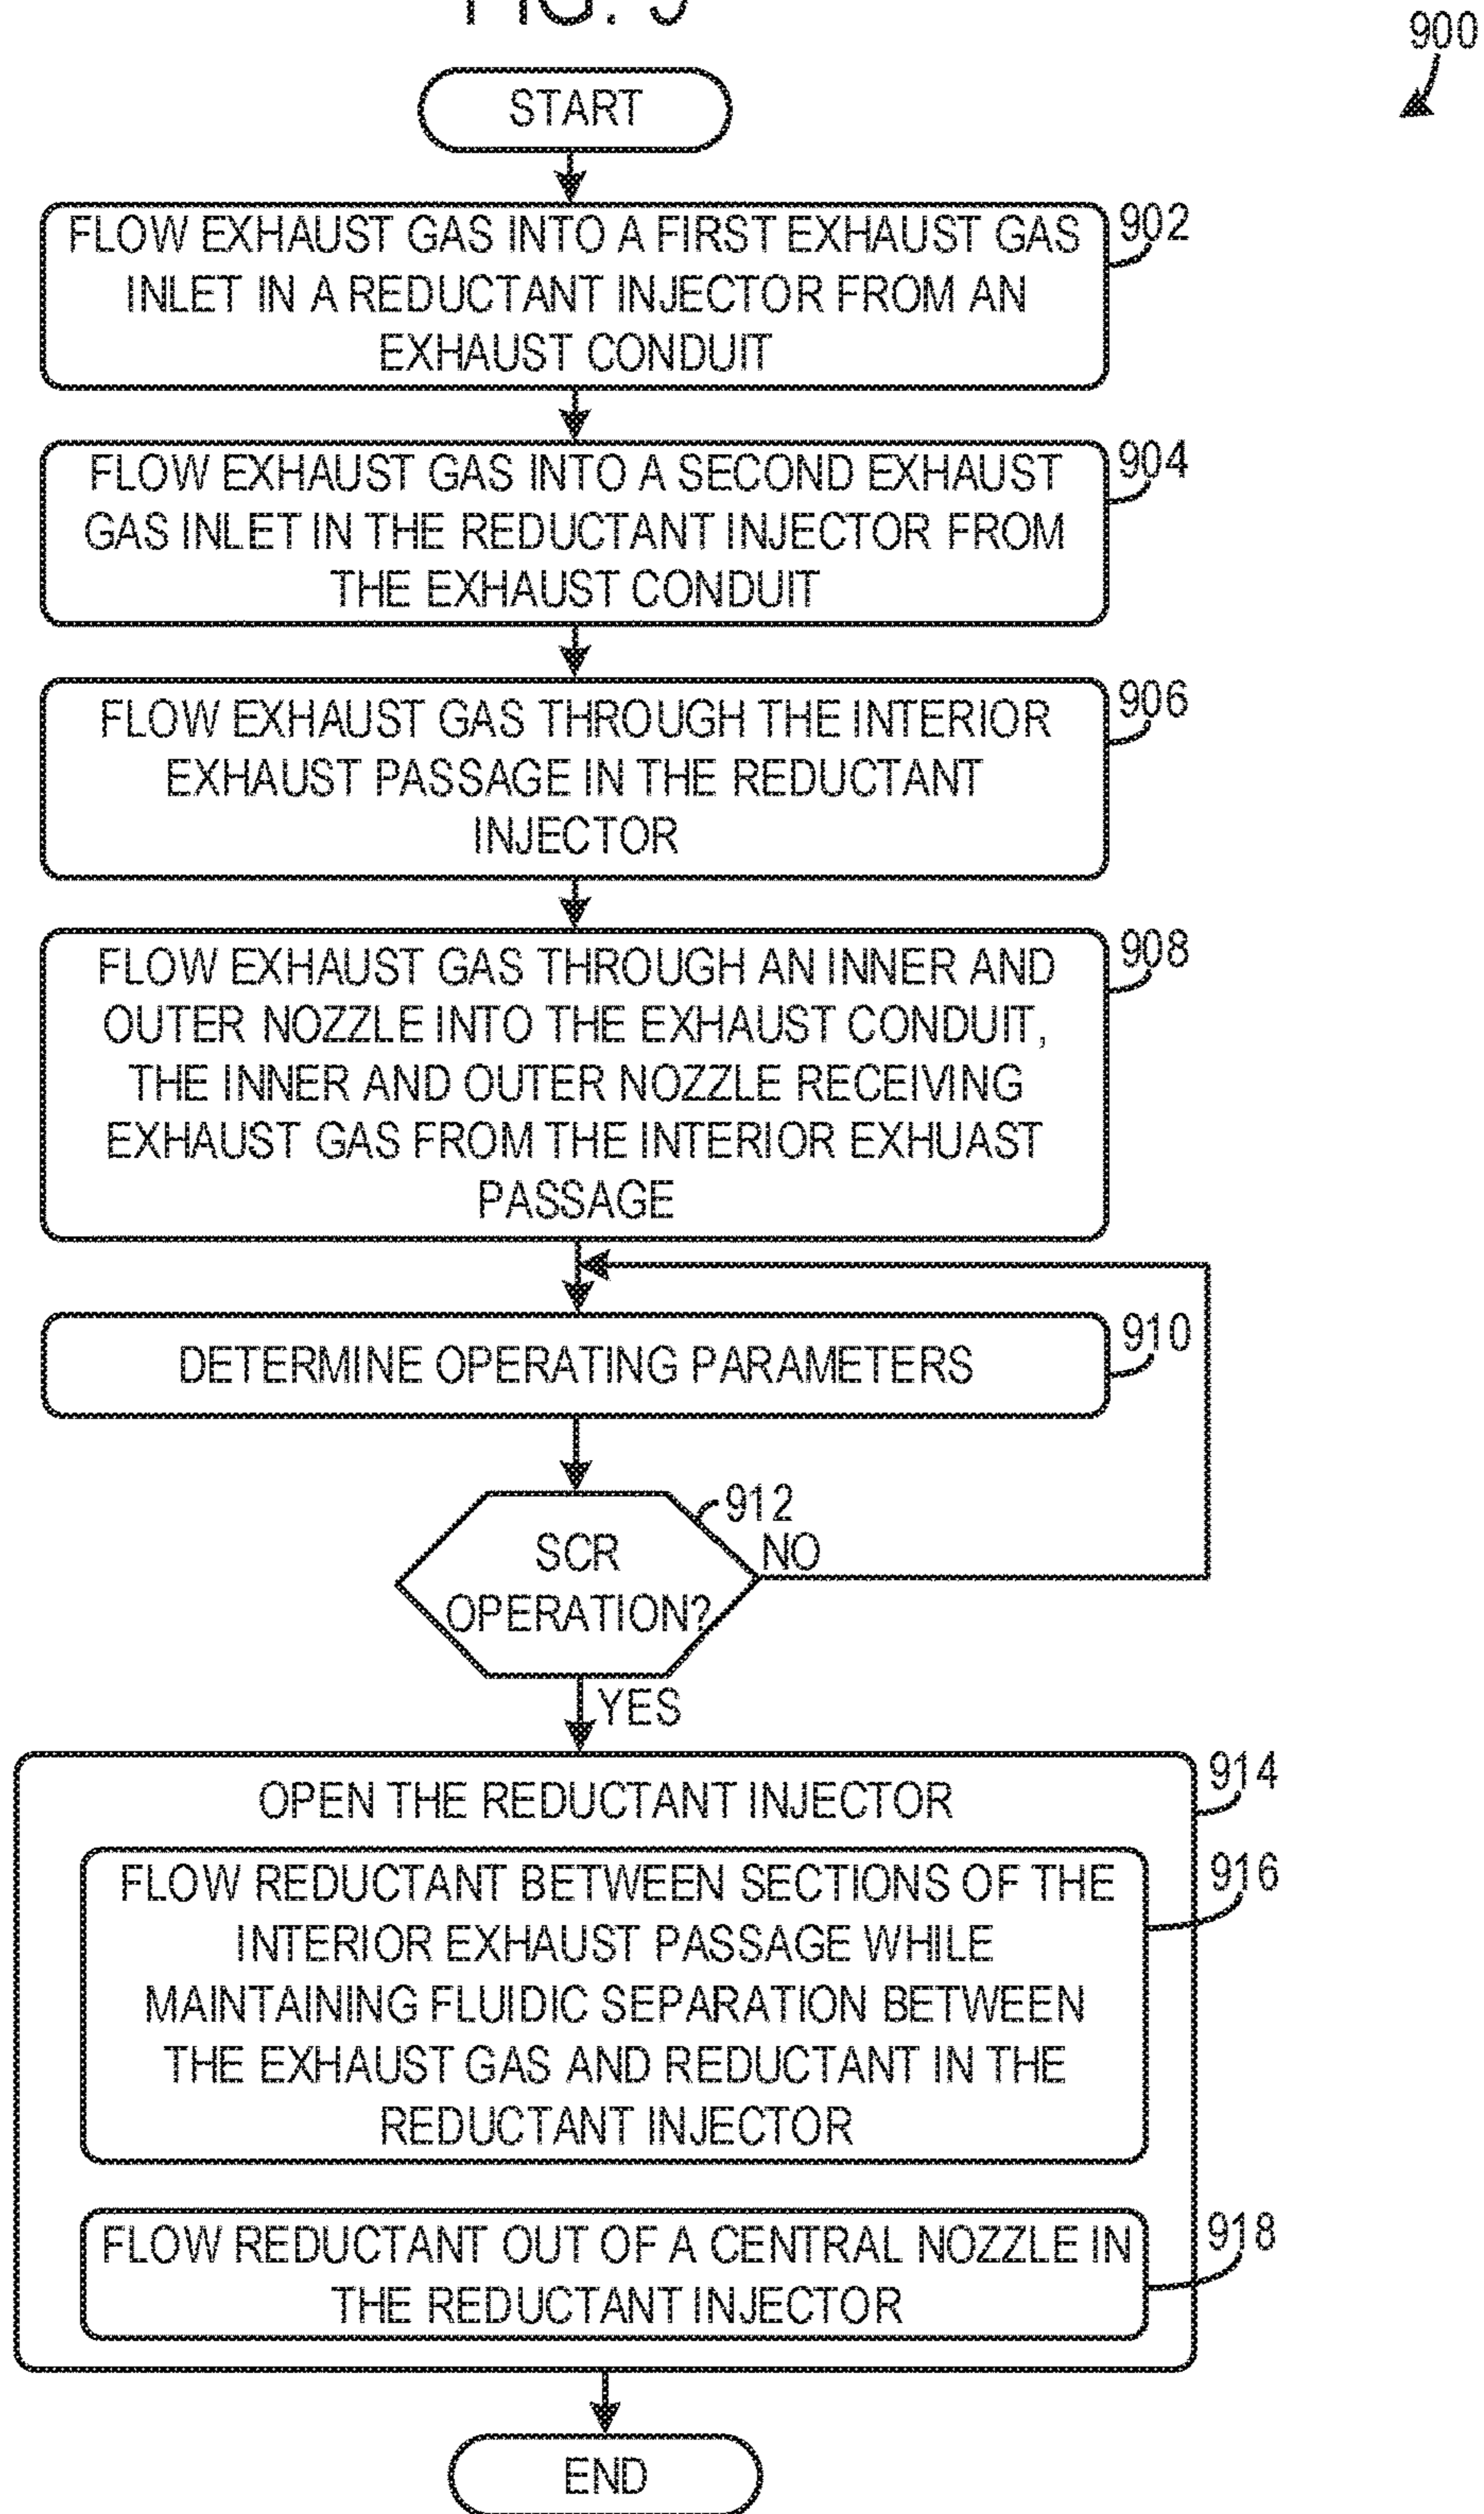 FIG. 9
900
START
FLOW EXHAUST GAS INTO A FIRST EXHAUST GAS
INLET IN A REDUCTANT INJECTOR FROM AN
EXHAUST CONDUIT
902
FLOW EXHAUST GAS INTO A SECOND EXHAUST
GAS INLET IN THE REDUCTANT INJECTOR FROM
THE EXHAUST CONDUIT
904
FLOW EXHAUST GAS THROUGH THE INTERIOR
EXHAUST PASSAGE IN THE REDUCTANT
INJECTOR
906
FLOW EXHAUST GAS THROUGH AN INNER AND
OUTER NOZZLE INTO THE EXHAUST CONDUIT,
THE INNER AND OUTER NOZZLE RECEIVING
EXHAUST GAS FROM THE INTERIOR EXHUAST
PASSAGE
908
DETERMINE OPERATING PARAMETERS
910
SCR
OPERATION?
912
NO
YES
OPEN THE REDUCTANT INJECTOR
914
FLOW REDUCTANT BETWEEN SECTIONS OF THE
INTERIOR EXHAUST PASSAGE WHILE
MAINTAINING FLUIDIC SEPARATION BETWEEN
THE EXHAUST GAS AND REDUCTANT IN THE
REDUCTANT INJECTOR
916
FLOW REDUCTANT OUT OF A CENTRAL NOZZLE IN
THE REDUCTANT INJECTOR
918
END